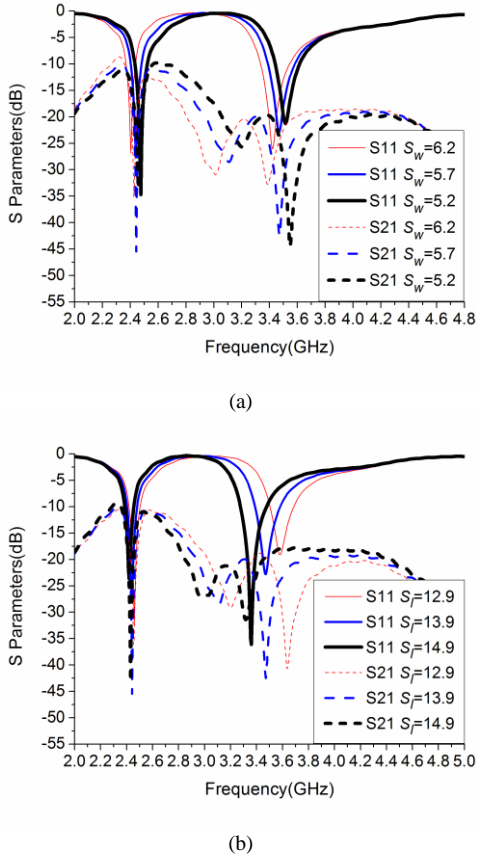 0
-5
-10
-15
-20
-25
-30
-35
-40
-45
-50
-55
S Parameters(dB)
S11 Sw=6.2
S11 Sw=5.7
S11 Sw=5.2
S21 Sw=6.2
S21 Sw=5.7
S21 Sw=5.2
2.0 2.4 2.6 3.0 3.2 3.4 3.6 3.8 4.0 4.2 4.4 4.6 4.8
Frequency(GHz)
(a)
0
-5
-10
-15
-20
-25
-30
-35
-40
-45
-50
-55
S Parameters(dB)
S11 Sl=12.9
S11 Sl=13.9
S11 Sl=14.9
S21 Sl=12.9
S21 Sl=13.9
S21 Sl=14.9
2.0 2.2 2.4 2.6 2.8 3.0 3.2 3.4 3.6 3.8 4.0 4.2 4.4 4.6 4.8 5.0
Frequency(GHz)
(b)